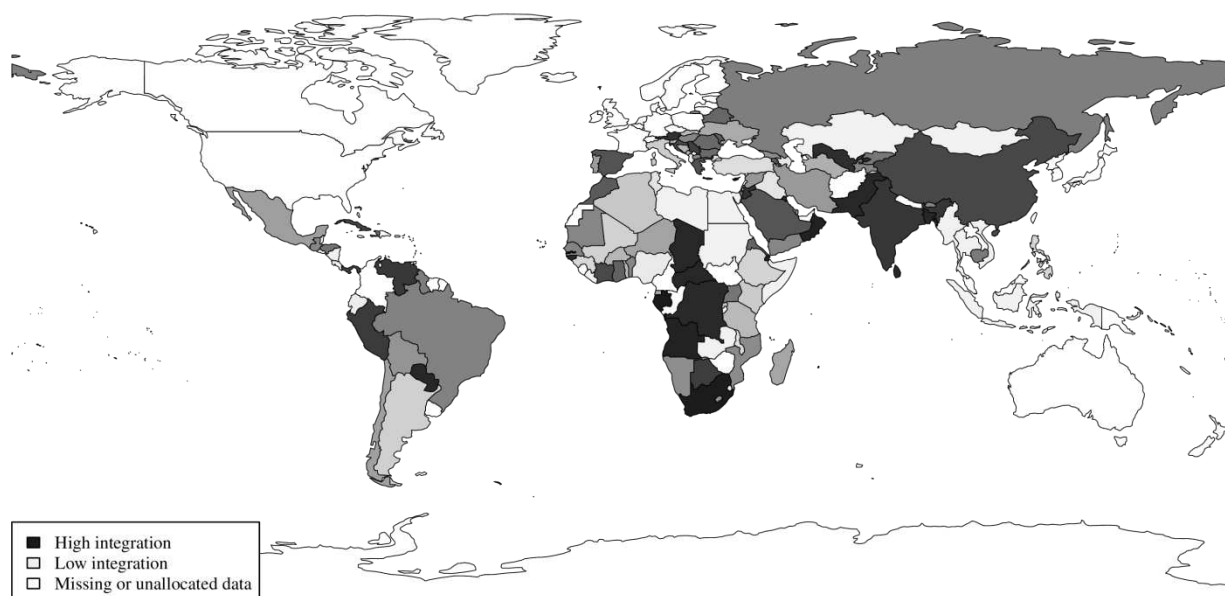 High integration
Low integration
Missing or unallocated data